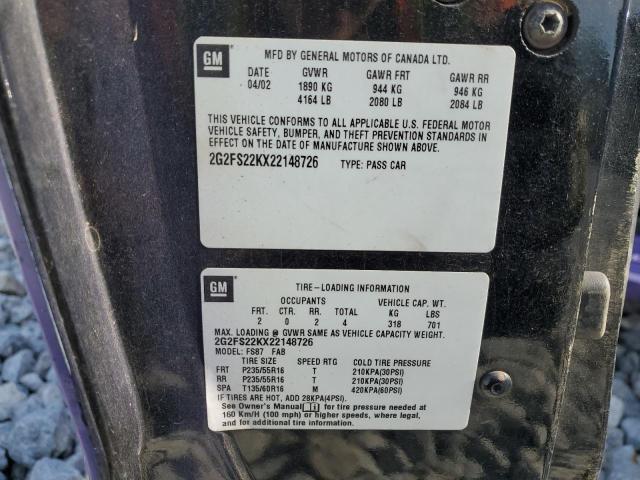 GM
MFD BY GENERAL MOTORS OF CANADA LTD.
DATE GVWR GAWR FRT GAWR RR
04/02 1890 KG 944 KG 946 KG
4164 LB 2080 LB 2084 LB
THIS VEHICLE CONFORMS TO ALL APPLICABLE U.S. FEDERAL MOTOR
VEHICLE SAFETY, BUMPER, AND THEFT PREVENTION STANDARDS IN
EFFECT ON THE DATE OF MANUFACTURE SHOWN ABOVE.
2G2FS22KX22148726 TYPE: PASS CAR
GM
TIRE-LOADING INFORMATION
OCCUPANTS VEHICLE CAP. WT.
FRT. CTR. RR. TOTAL KG LBS
2 0 2 4 318 701
MAX. LOADING @ GVWR SAME AS VEHICLE CAPACITY WEIGHT.
2G2FS22KX22148726
MODEL: FS87 FAB
TIRE SIZE SPEED RTG COLD TIRE PRESSURE
FRT P235/55R16 T 210KPA(30PSI)
RR P235/55R16 T 210KPA(30PSI)
SPA T135/60R16 M 420KPA(60PSI)
IF TIRES ARE HOT, ADD 28KPA(4PSI).
See Owner's Manual i for tire pressure needed at
160 Km/H (100 mph) or higher speeds, where legal,
and for additional tire information.